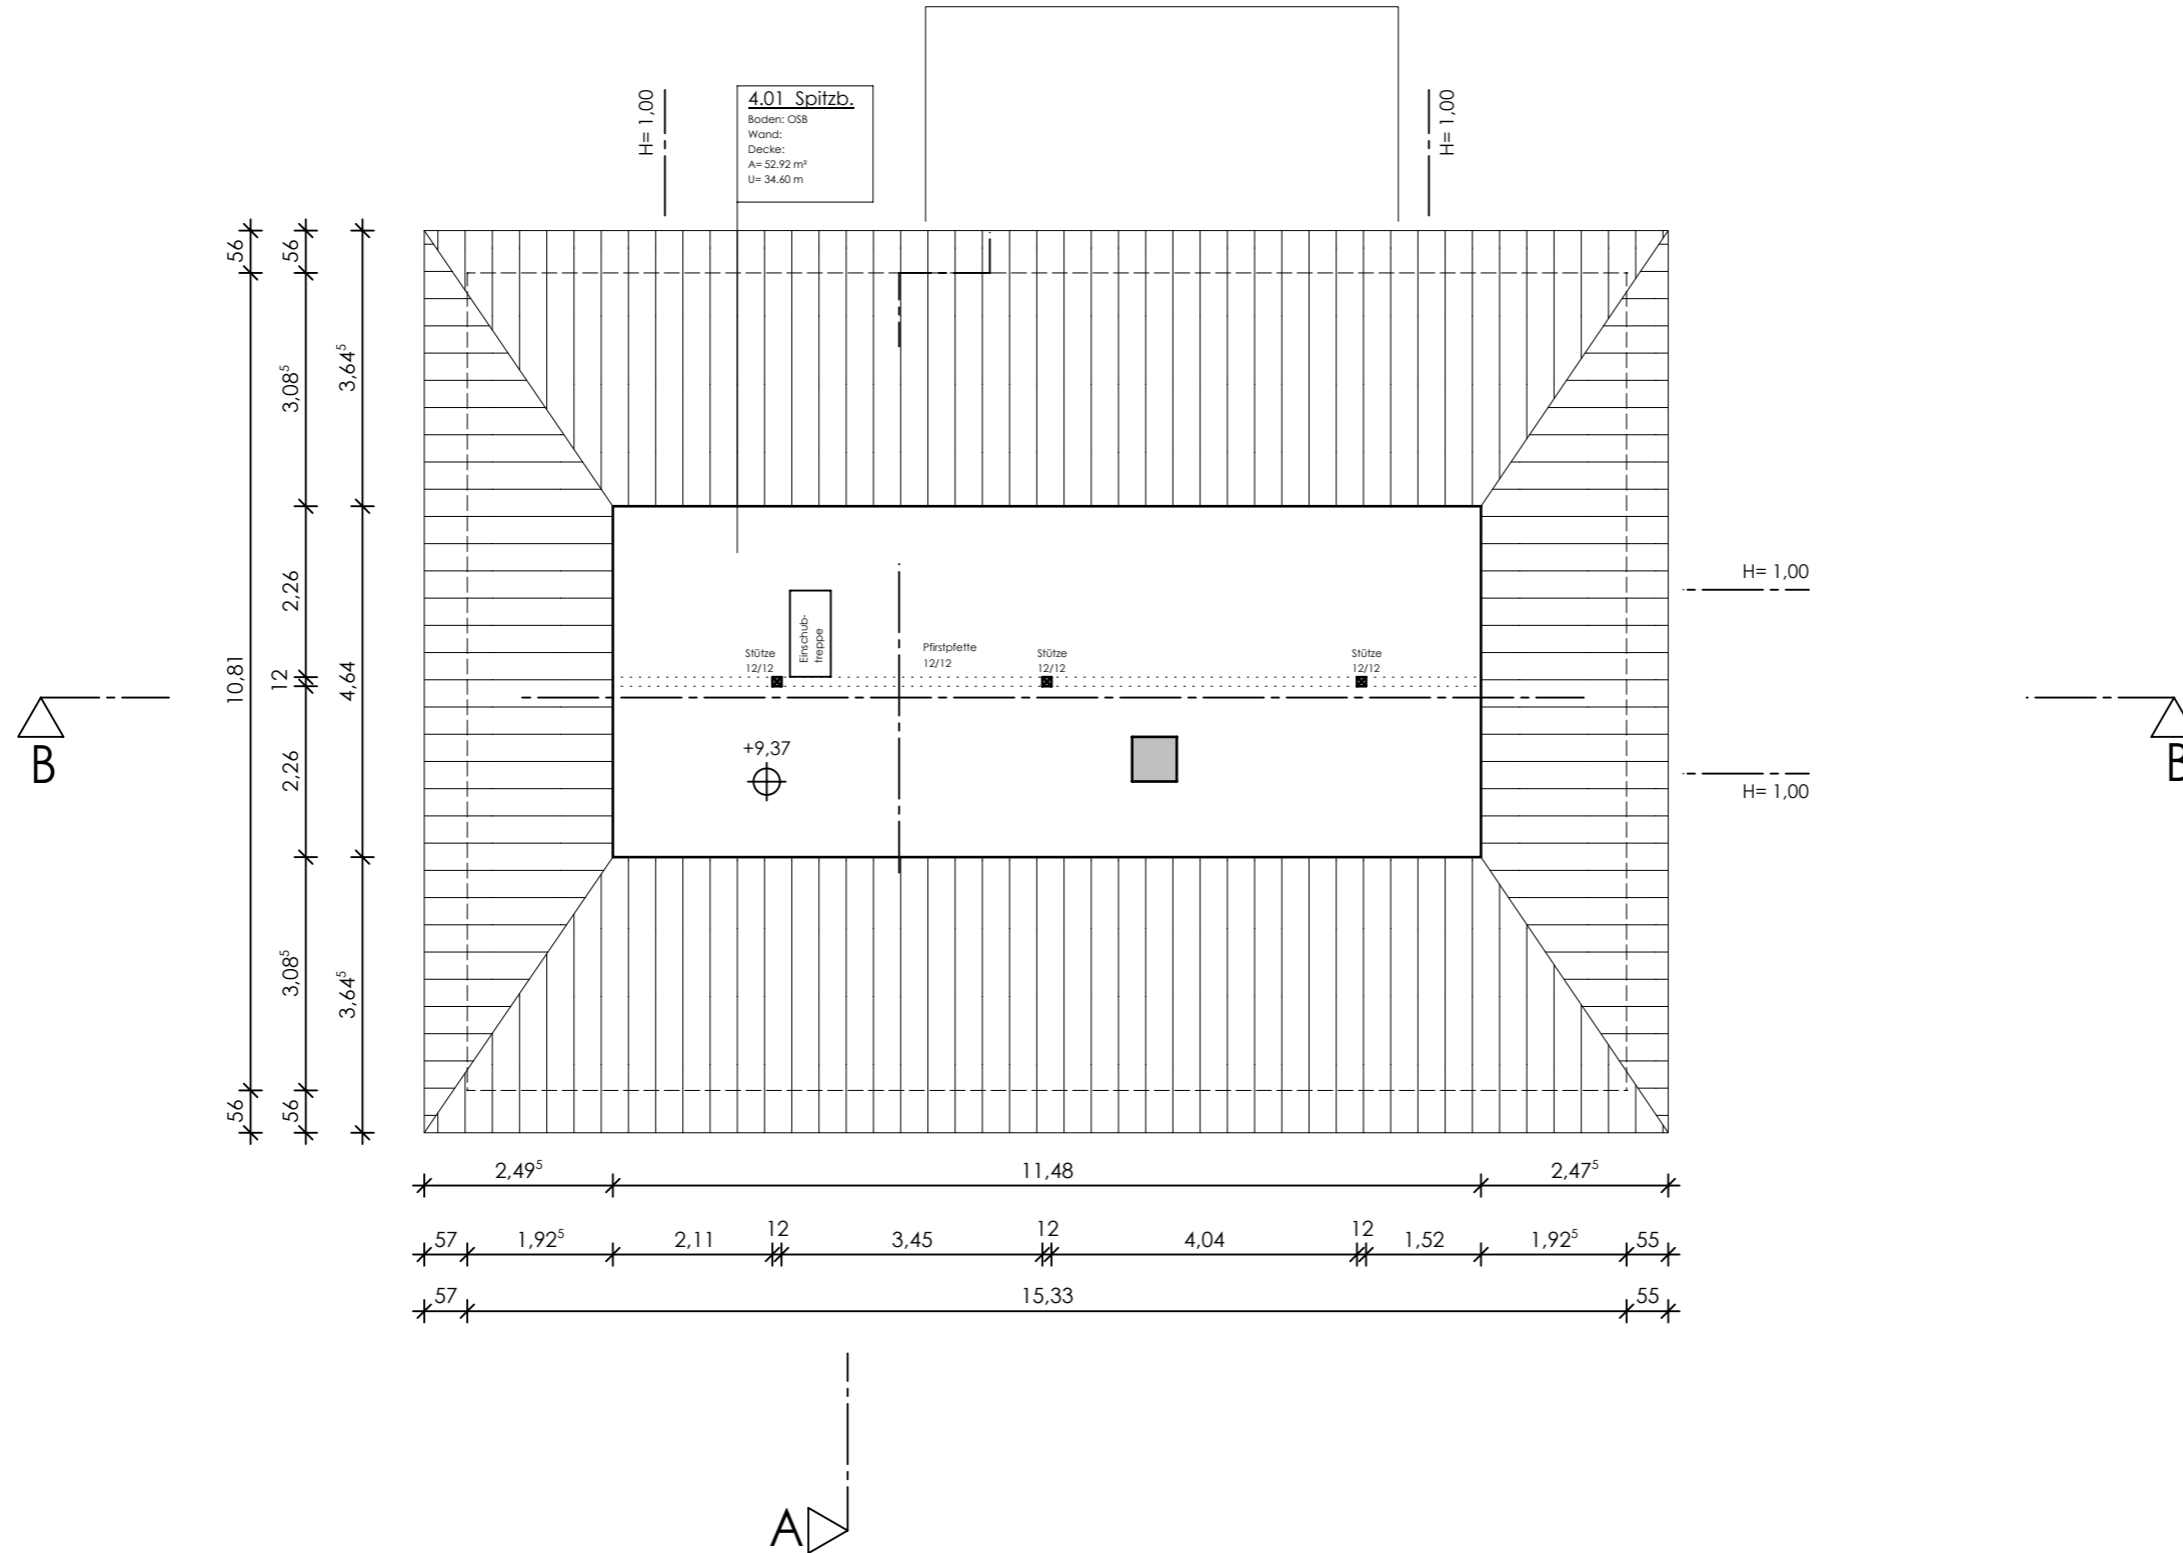 H= 1,00
4.01 Spitzb.
Boden: OSB
Wand:
Decke:
A= 52.92 m²
U= 34.60 m
H= 1,00
56
10,81
56
56
3,08⁵
2,26
12
2,26
3,08⁵
56
3,64⁵
4,64
3,64⁵
H= 1,00
H= 1,00
Stütze
12/12
Einschub-
treppe
Pfirstpfette
12/12
Stütze
12/12
Stütze
12/12
+9,37
B
B
2,49⁵ 11,48 2,47⁵
57 1,92⁵ 2,11 12 3,45 12 4,04 12 1,52 1,92⁵ 55
57 15,33 55
A